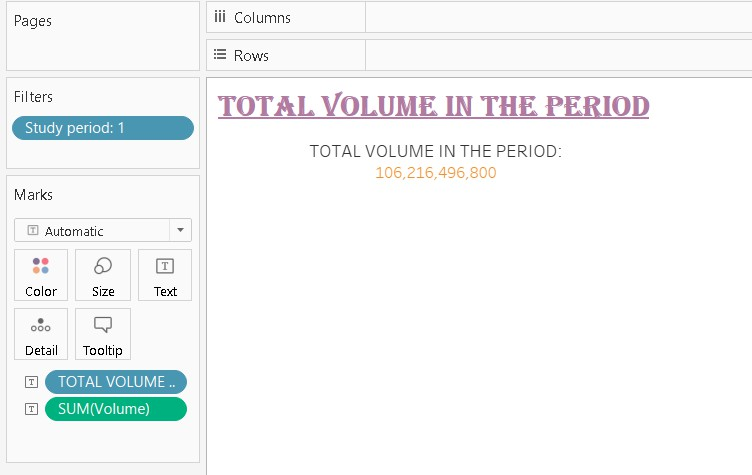 Pages
Columns
Rows
Filters
Study period: 1
Marks
Automatic
Color
Size
Text
Detail
Tooltip
TOTAL VOLUME ..
SUM(Volume)
TOTAL VOLUME IN THE PERIOD
TOTAL VOLUME IN THE PERIOD:
106,216,496,800